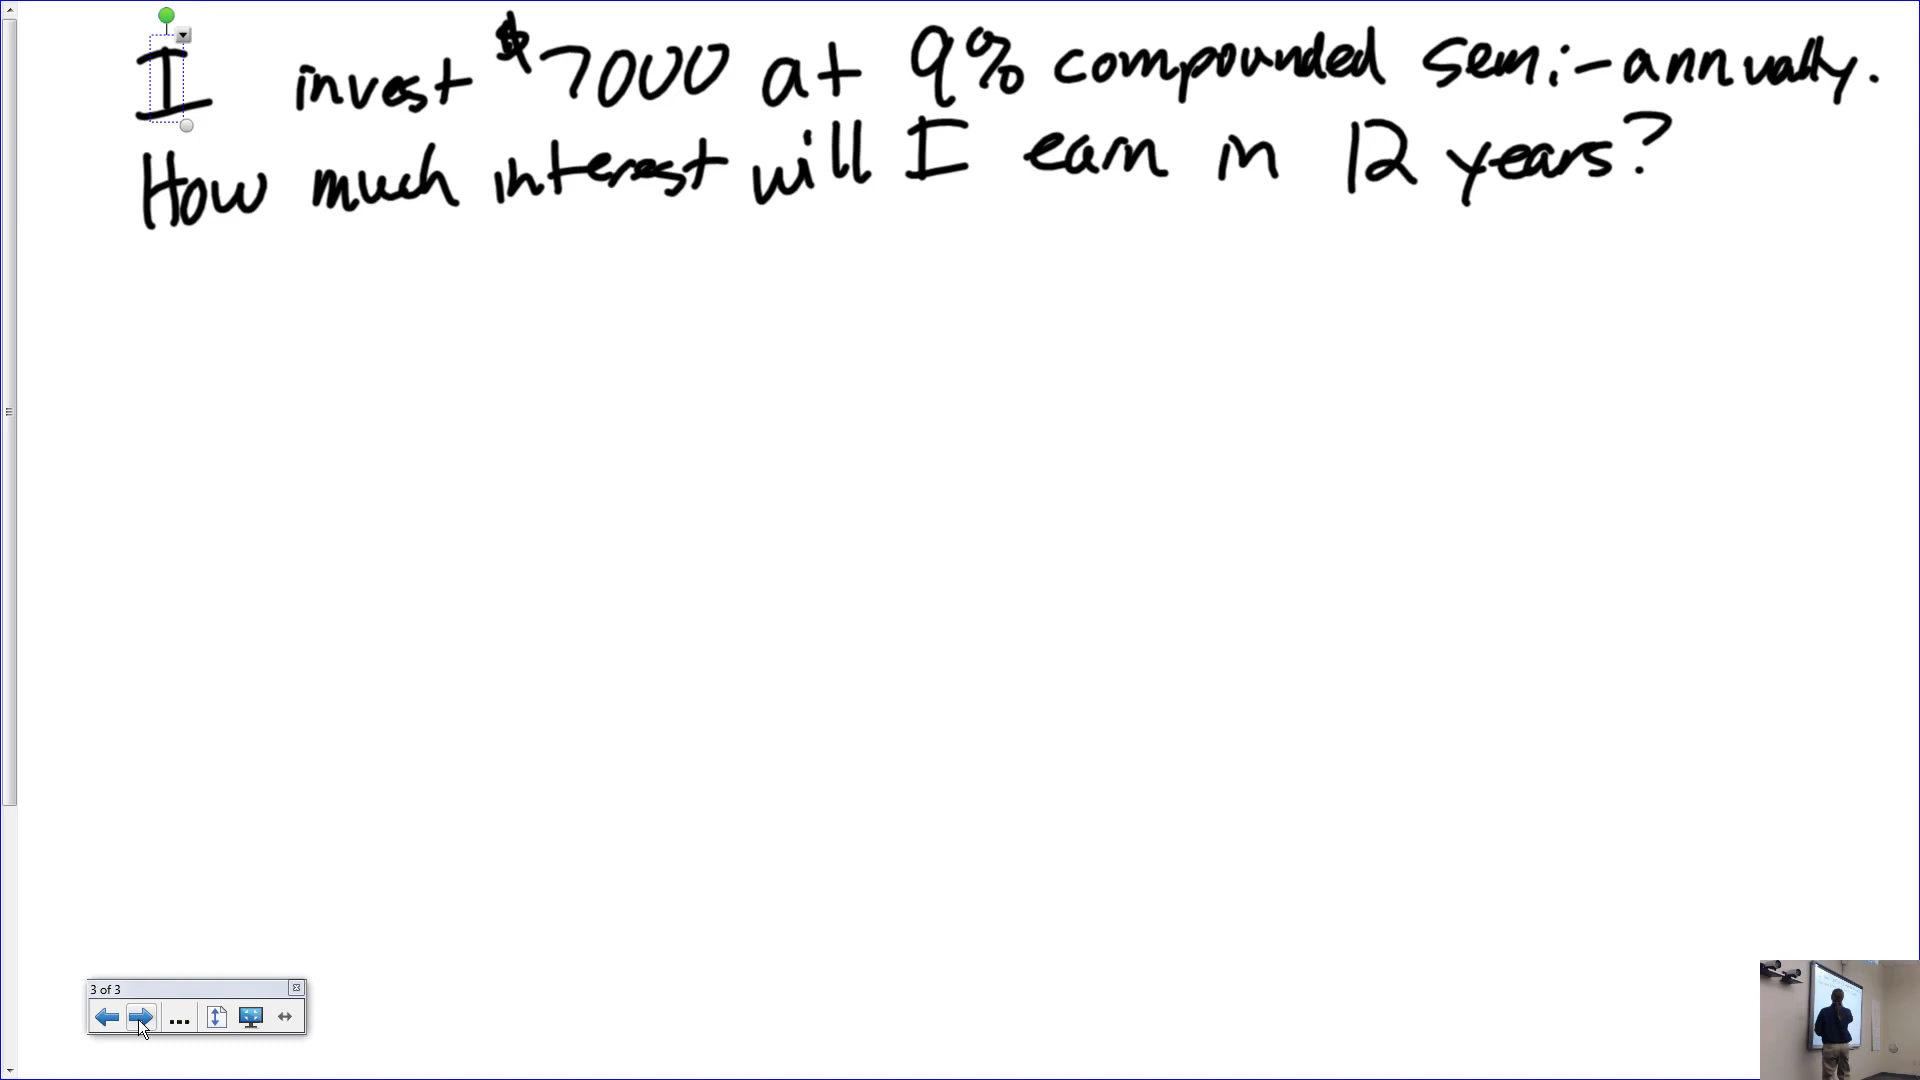 I invest $7000 at 9% compounded semi-annually.
How much interest will I earn in 12 years?
3 of 3
...